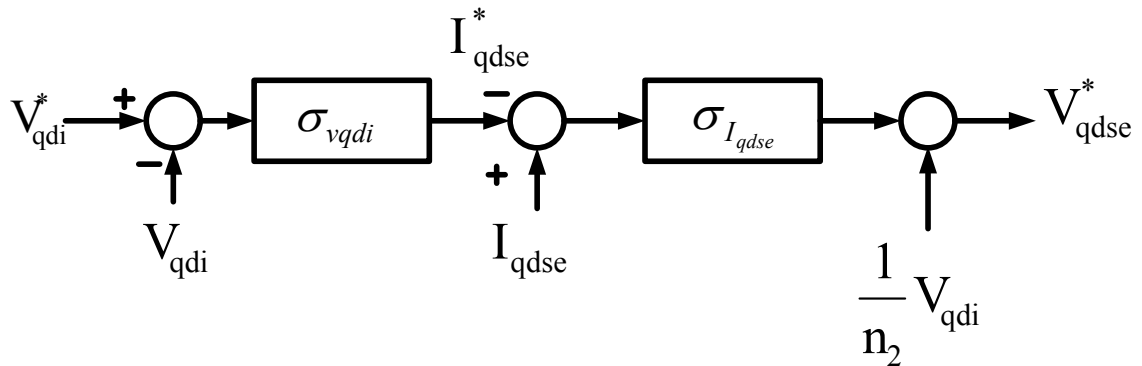 I*qdse
V*qdi + − σvqdi − + σIqdse V*qdse
Vqdi Iqdse 1/n2 Vqdi